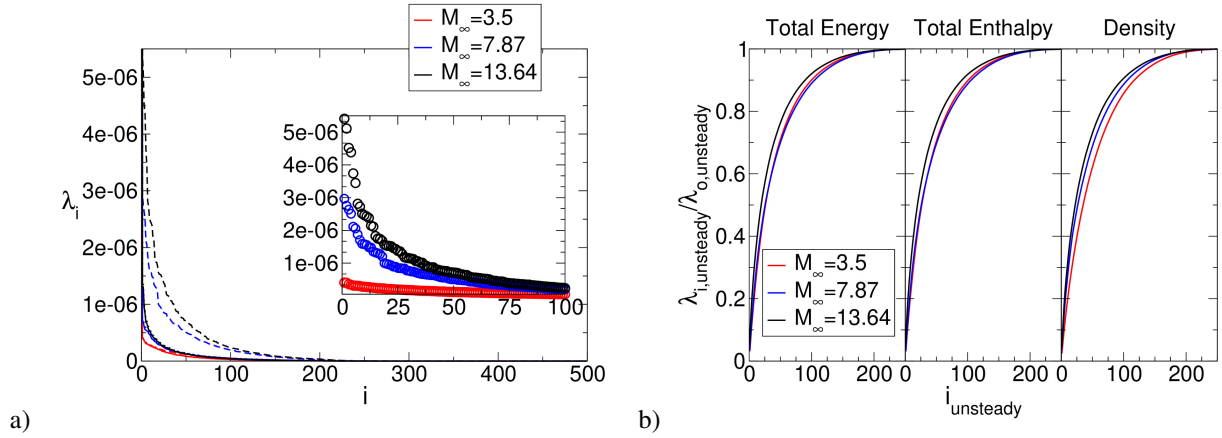 M∞=3.5
M∞=7.87
M∞=13.64
5e-06
4e-06
3e-06
2e-06
1e-06
0
λi
0 100 200 300 400 500
i
5e-06
4e-06
3e-06
2e-06
1e-06
0 25 50 75 100
a)
Total Energy Total Enthalpy Density
1
0.8
0.6
0.4
0.2
0
λi,unsteady/λo,unsteady
M∞=3.5
M∞=7.87
M∞=13.64
0 100 200 0 100 200 0 100 200
iunsteady
b)